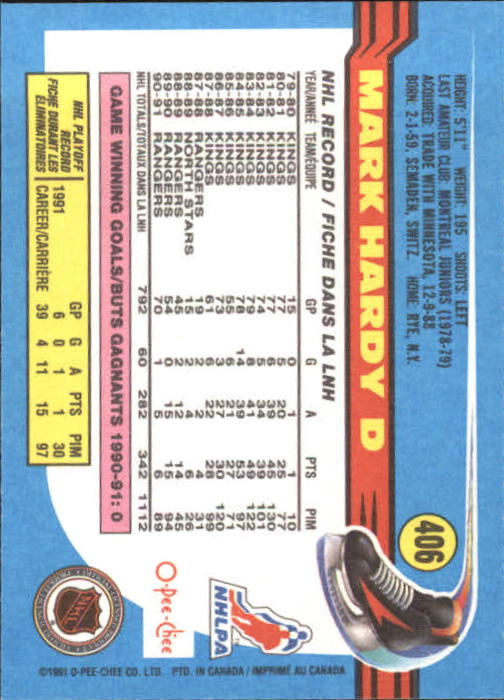 HEIGHT: 5'11" WEIGHT: 195 SHOOTS: LEFT
LAST AMATEUR CLUB: MONTREAL JUNIORS (1978-79)
ACQUIRED: TRADE WITH MINNESOTA, 12-9-88
BORN: 2-1-59, SEMADEN, SWITZ. HOME: RYE, N.Y.
406
MARK HARDY D
NHL RECORD / FICHE DANS LA LNH
YEAR/ANNÉE TEAM/ÉQUIPE GP G A PTS PIM
79-80 KINGS 15 0 1 1 10
80-81 KINGS 77 5 20 25 77
81-82 KINGS 77 6 39 45 130
82-83 KINGS 74 5 34 39 101
83-84 KINGS 79 8 41 49 122
84-85 KINGS 78 14 39 53 97
85-86 KINGS 55 6 21 27 71
86-87 KINGS 73 3 27 30 120
87-88 KINGS 61 6 22 28 99
87-88 RANGERS 19 2 2 4 31
88-89 NORTH STARS 15 2 4 6 26
88-89 RANGERS 45 2 12 14 45
89-90 RANGERS 54 0 15 15 94
90-91 RANGERS 70 1 5 6 89
NHL TOTALS/TOTAUX DANS LA LNH 792 60 282 342 1112
GAME WINNING GOALS/BUTS GAGNANTS 1990-91: 0
NHL PLAYOFF RECORD
FICHE DURANT LES ÉLIMINATOIRES
GP G A PTS PIM
1991 6 0 1 1 30
CAREER/CARRIÈRE 39 4 11 15 97
NHLPA
O-Pee-Chee
NHL
©1991 O-PEE-CHEE CO. LTD. PTD. IN CANADA / IMPRIMÉ AU CANADA